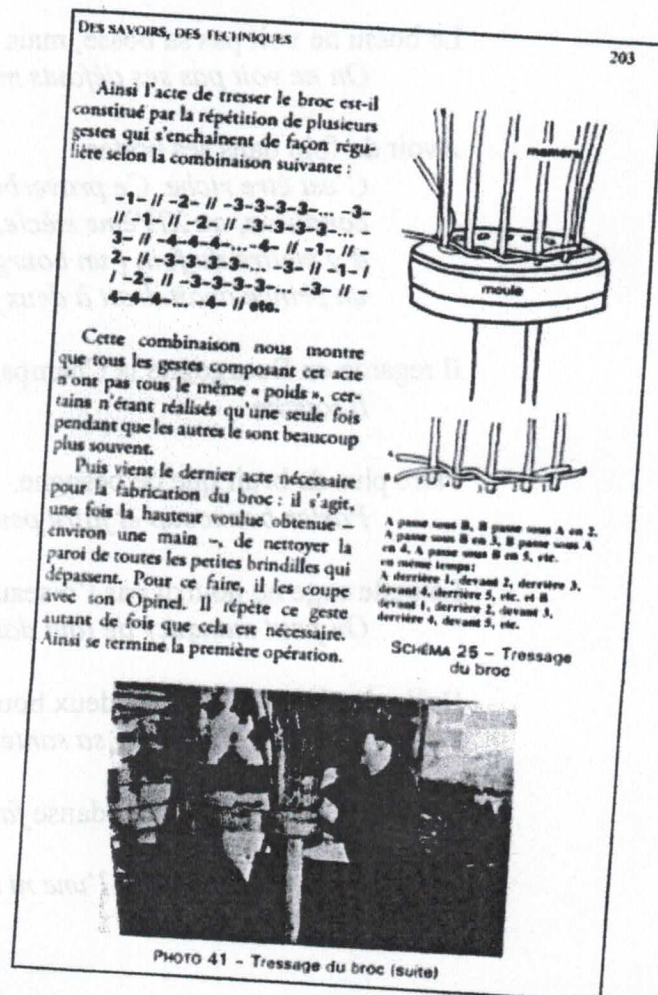 DES SAVOIRS, DES TECHNIQUES
203
Ainsi l'acte de tresser le broc est-il
constitué par la répétition de plusieurs
gestes qui s'enchaînent de façon régu-
lière selon la combinaison suivante :
-1- // -2- // -3-3-3-3-... -3-
// -1- // -2- // -3-3-3-3-... -
3- // -4-4-4-... -4- // -1- // -
2- // -3-3-3-3-... -3- // -1- /
/ -2- // -3-3-3-3-... -3- // -
4-4-4-... -4- // etc.
Cette combinaison nous montre
que tous les gestes composant cet acte
n'ont pas tous le même « poids », cer-
tains n'étant réalisés qu'une seule fois
pendant que les autres le sont beaucoup
plus souvent.
Puis vient le dernier geste nécessaire
pour la fabrication du broc : il s'agit,
une fois la hauteur voulue obtenue –
environ une main –, de nettoyer la
paroi de toutes les petites brindilles qui
dépassent. Pour ce faire, il les coupe
avec son Opinel. Il répète ce geste
autant de fois que cela est nécessaire.
Ainsi se termine la première opération.
moule
A passe sous B, B passe sous A en 2,
A passe sous B en 3, B passe sous A
en 4, A passe sous B en 5, etc.
en même temps:
A derrière 1, devant 2, derrière 3,
devant 4, derrière 5, etc. et B
devant 1, derrière 2, devant 3,
derrière 4, devant 5, etc.
SCHÉMA 25 – Tressage
du broc
PHOTO 41 – Tressage du broc (suite)